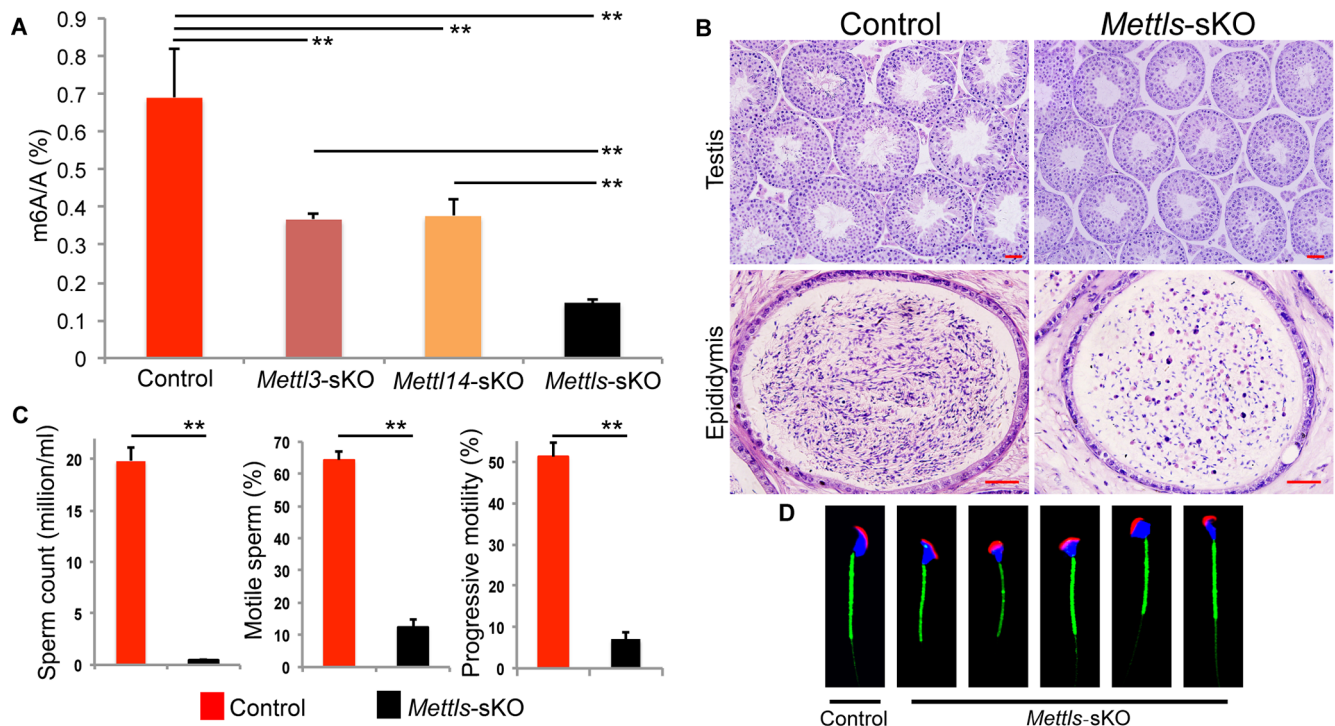 A
0.9
0.8
0.7
0.6
0.5
0.4
0.3
0.2
0.1
0
m6A/A (%)
**
**
**
**
**
Control
Mettl3-sKO
Mettl14-sKO
Mettls-sKO
B
Control
Mettls-sKO
Testis
Epididymis
C
Sperm count (million/ml)
20
15
10
5
0
**
Motile sperm (%)
70
60
50
40
30
20
10
0
**
Progressive motility (%)
50
40
30
20
10
0
**
Control
Mettls-sKO
D
Control
Mettls-sKO